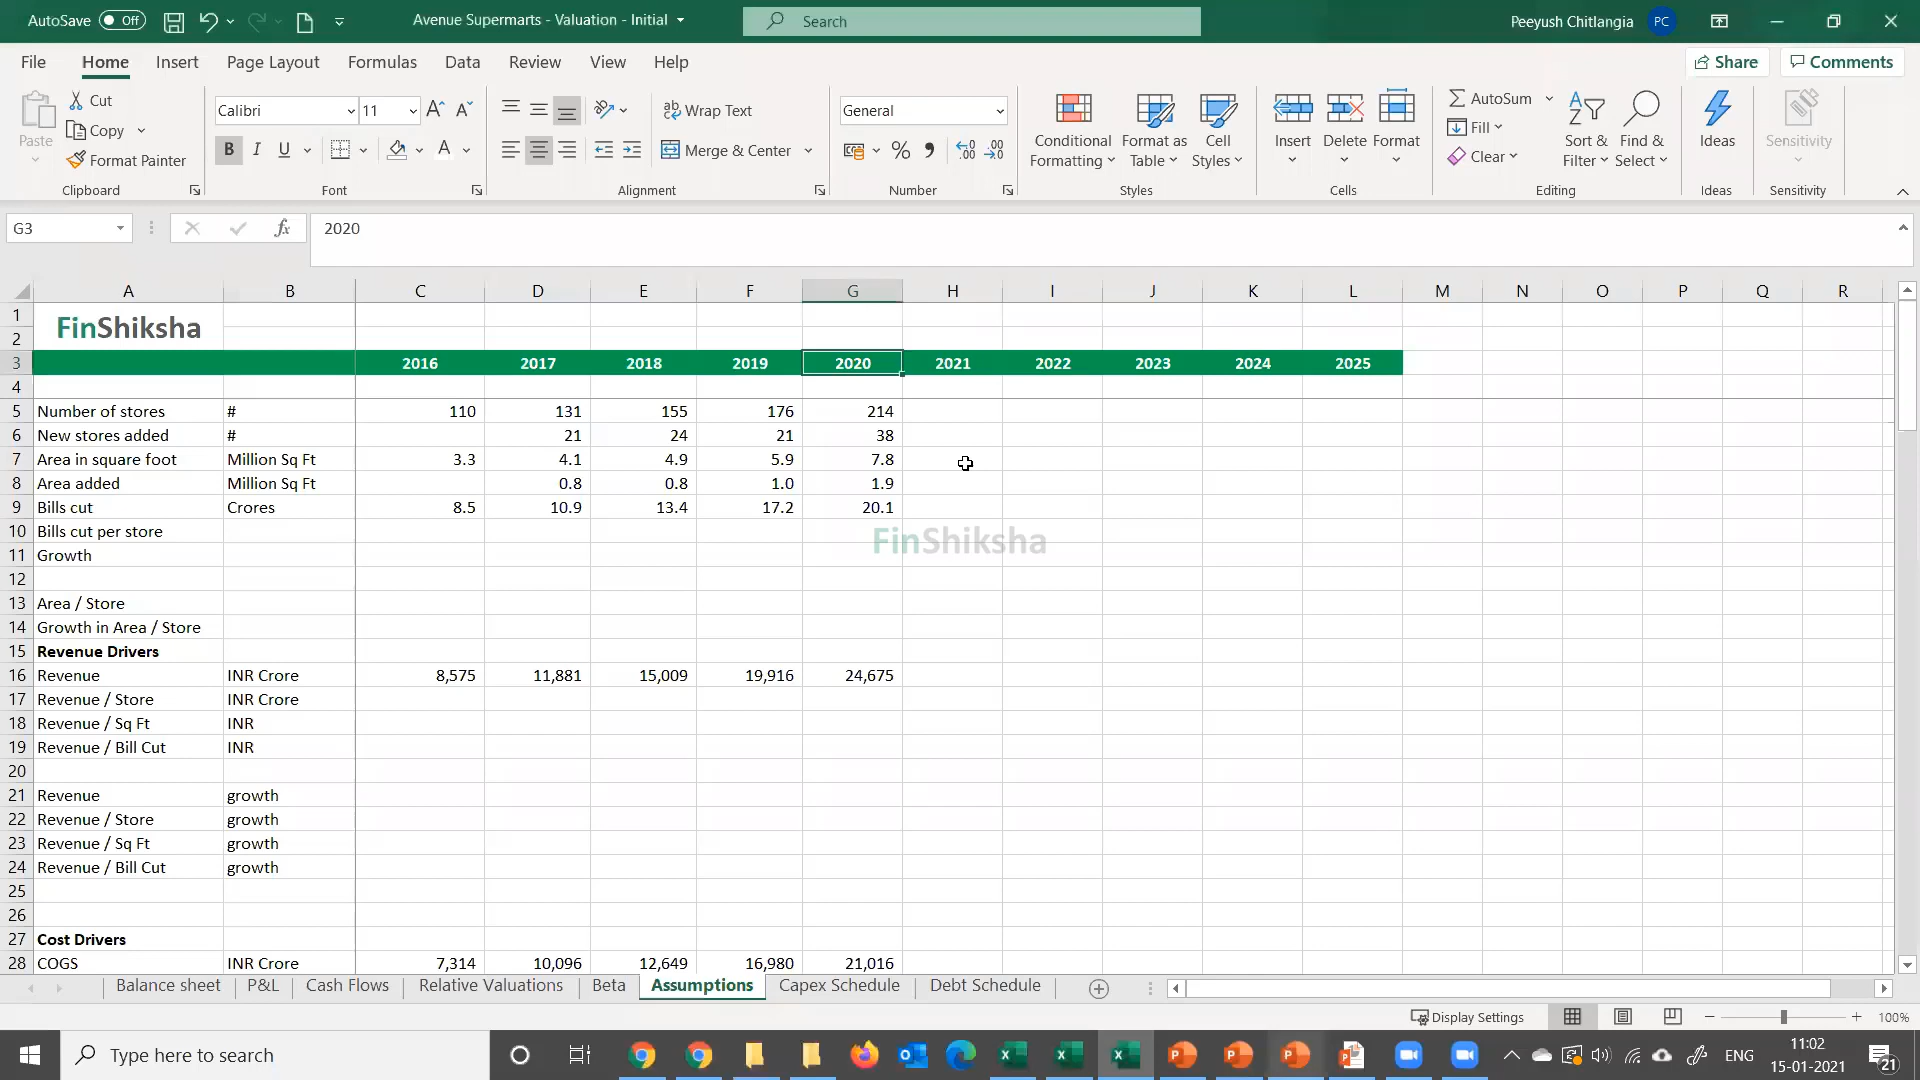 AutoSave Off Avenue Supermarts - Valuation - Initial Search Peeyush Chitlangia PC
File Home Insert Page Layout Formulas Data Review View Help Share Comments
Paste Cut Copy Format Painter Clipboard
Calibri 11 B I U A Font
Wrap Text Merge & Center Alignment
General % Number
Conditional Formatting Format as Table Cell Styles Styles
Insert Delete Format Cells
AutoSum Fill Clear Sort & Filter Find & Select Editing
Ideas Ideas
Sensitivity Sensitivity
G3 fx 2020
A B C D E F G H I J K L M N O P Q R
1
2 FinShiksha
3 2016 2017 2018 2019 2020 2021 2022 2023 2024 2025
4
5 Number of stores # 110 131 155 176 214
6 New stores added # 21 24 21 38
7 Area in square foot Million Sq Ft 3.3 4.1 4.9 5.9 7.8
8 Area added Million Sq Ft 0.8 0.8 1.0 1.9
9 Bills cut Crores 8.5 10.9 13.4 17.2 20.1
10 Bills cut per store
FinShiksha
11 Growth
12
13 Area / Store
14 Growth in Area / Store
15 Revenue Drivers
16 Revenue INR Crore 8,575 11,881 15,009 19,916 24,675
17 Revenue / Store INR Crore
18 Revenue / Sq Ft INR
19 Revenue / Bill Cut INR
20
21 Revenue growth
22 Revenue / Store growth
23 Revenue / Sq Ft growth
24 Revenue / Bill Cut growth
25
26
27 Cost Drivers
28 COGS INR Crore 7,314 10,096 12,649 16,980 21,016
Balance sheet P&L Cash Flows Relative Valuations Beta Assumptions Capex Schedule Debt Schedule
Display Settings 100%
Type here to search ENG 11:02
15-01-2021 21